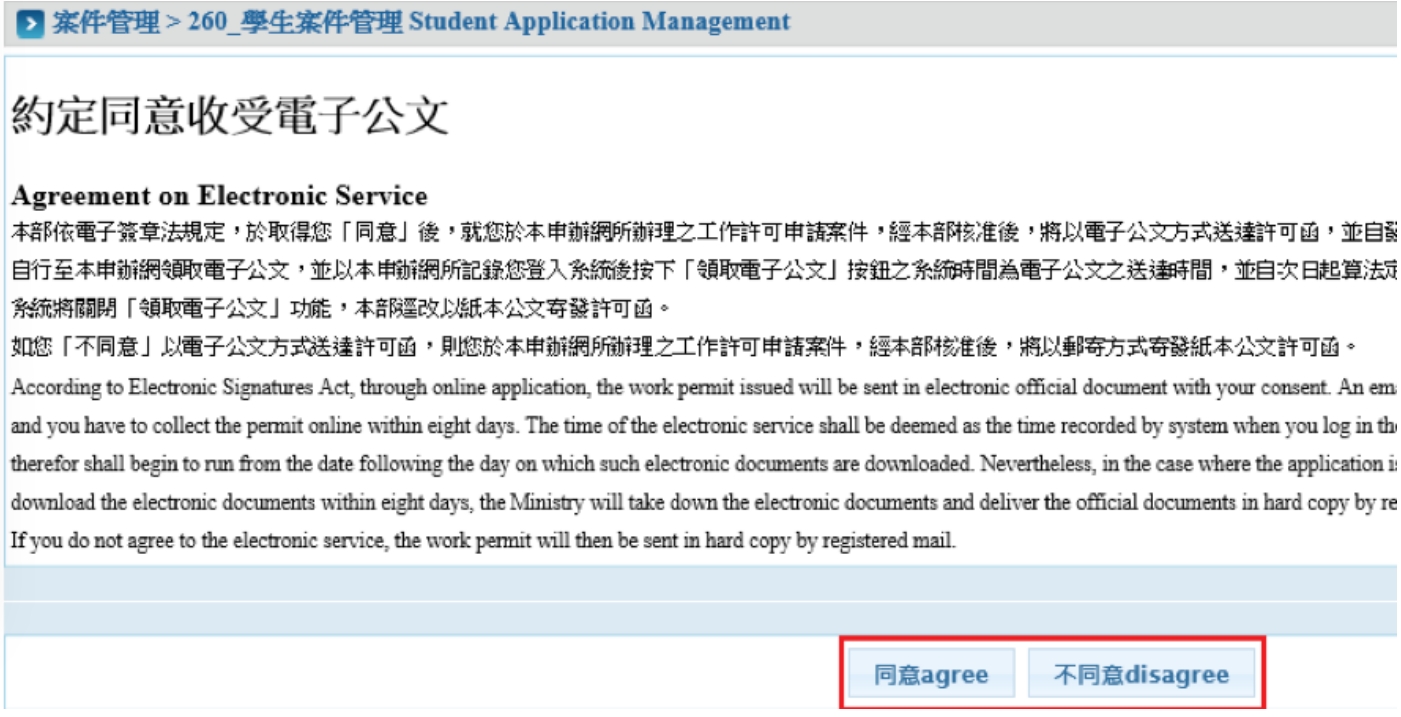 案件管理 > 260_學生案件管理 Student Application Management
約定同意收受電子公文
Agreement on Electronic Service
本部依電子簽章法規定，於取得您「同意」後，就您於本申辦網所辦理之工作許可申請案件，經本部核准後，將以電子公文方式送達許可函，並自發
自行至本申辦網領取電子公文，並以本申辦網所記錄您登入系統後按下「領取電子公文」按鈕之系統時間為電子公文之送達時間，並自次日起算法定
系統將關閉「領取電子公文」功能，本部逕改以紙本公文寄發許可函。
如您「不同意」以電子公文方式送達許可函，則您於本申辦網所辦理之工作許可申請案件，經本部核准後，將以郵寄方式寄發紙本公文許可函。
According to Electronic Signatures Act, through online application, the work permit issued will be sent in electronic official document with your consent. An ema
and you have to collect the permit online within eight days. The time of the electronic service shall be deemed as the time recorded by system when you log in the
therefor shall begin to run from the date following the day on which such electronic documents are downloaded. Nevertheless, in the case where the application is
download the electronic documents within eight days, the Ministry will take down the electronic documents and deliver the official documents in hard copy by re
If you do not agree to the electronic service, the work permit will then be sent in hard copy by registered mail.
同意agree 不同意disagree